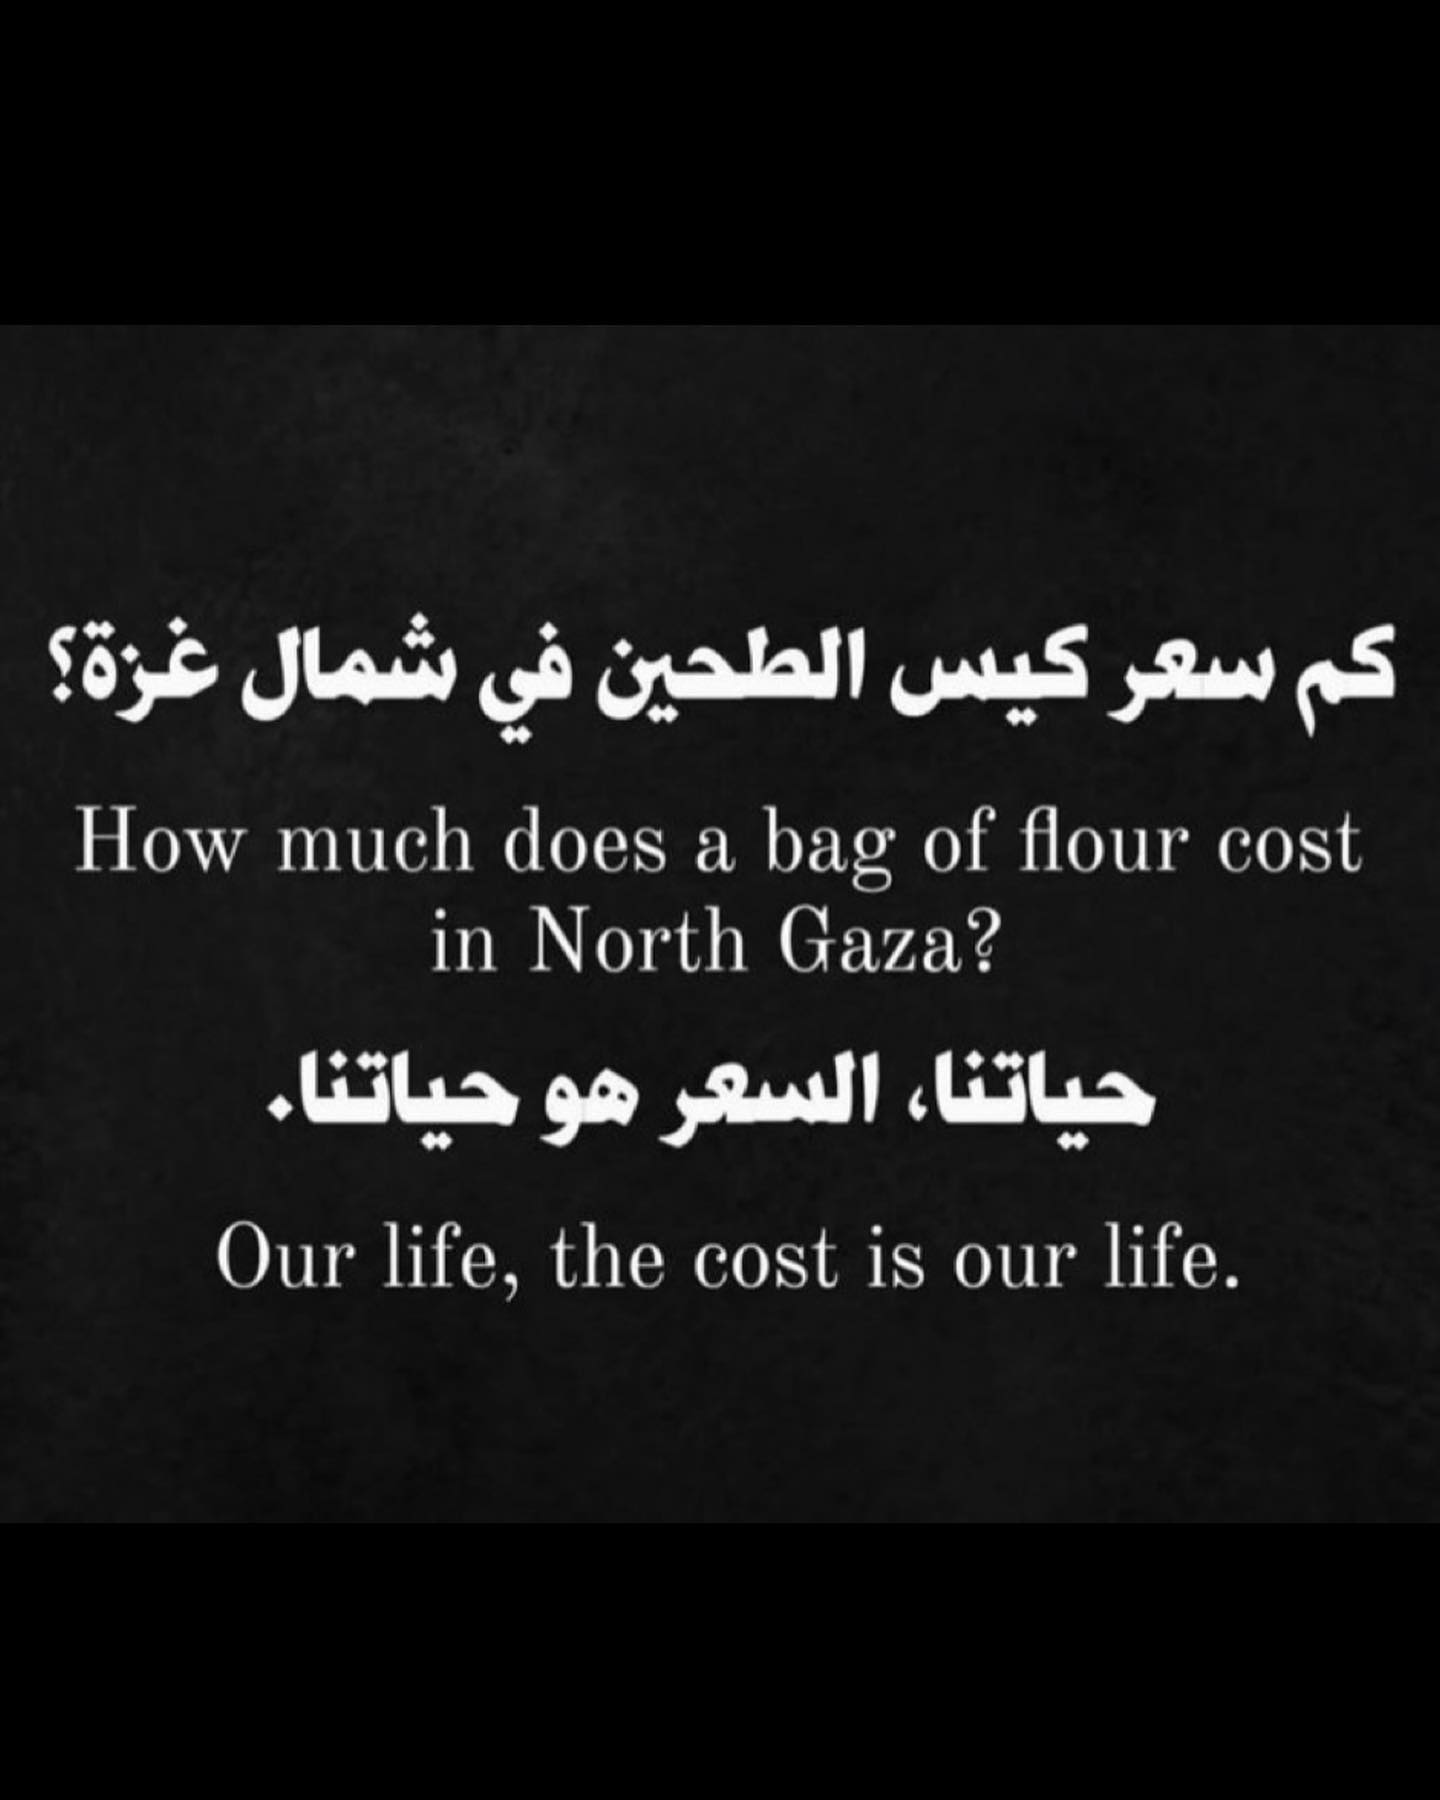 كم سعر كيس الطحين في شمال غزة؟
How much does a bag of flour cost
in North Gaza?
حياتنا، السعر هو حياتنا.
Our life, the cost is our life.